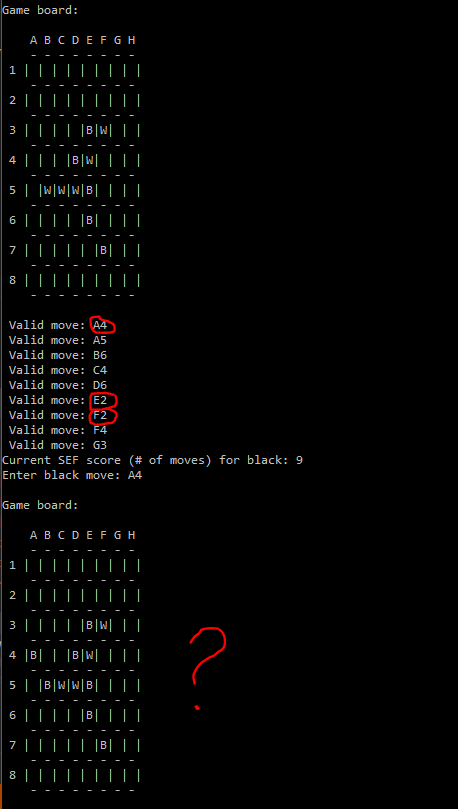 Game board:
A B C D E F G H
- - - - - - - -
1 | | | | | | | | |
- - - - - - - -
2 | | | | | | | | |
- - - - - - - -
3 | | | | |B|W| | |
- - - - - - - -
4 | | | |B|W| | | |
- - - - - - - -
5 | |W|W|W|B| | | |
- - - - - - - -
6 | | | | |B| | | |
- - - - - - - -
7 | | | | | |B| | |
- - - - - - - -
8 | | | | | | | | |
- - - - - - - -
Valid move: A4
Valid move: A5
Valid move: B6
Valid move: C4
Valid move: D6
Valid move: E2
Valid move: F2
Valid move: F4
Valid move: G3
Current SEF score (# of moves) for black: 9
Enter black move: A4
Game board:
A B C D E F G H
- - - - - - - -
1 | | | | | | | | |
- - - - - - - -
2 | | | | | | | | |
- - - - - - - -
3 | | | | |B|W| | |
- - - - - - - -
4 |B| | |B|W| | | |
- - - - - - - -
5 | |B|W|W|B| | | |
- - - - - - - -
6 | | | | |B| | | |
- - - - - - - -
7 | | | | | |B| | |
- - - - - - - -
8 | | | | | | | | |
- - - - - - - -
?